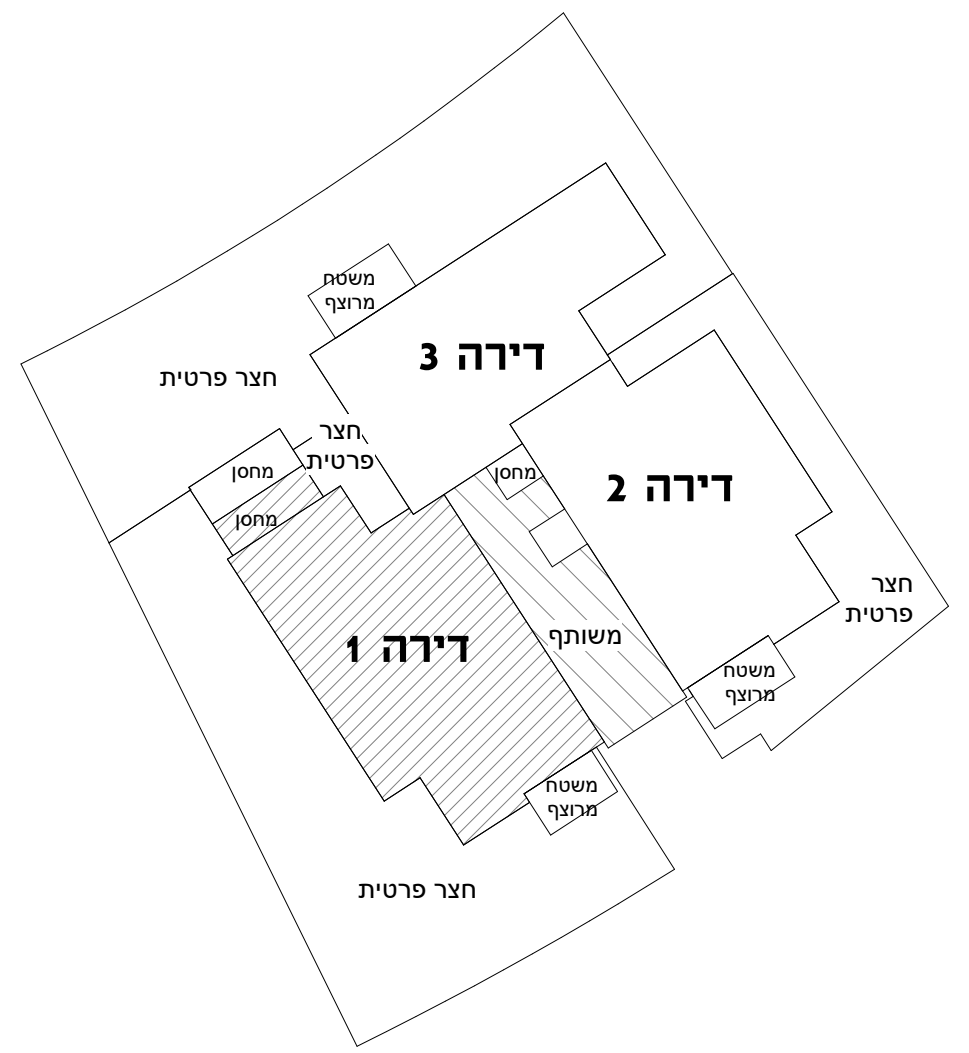 משטח
מרוצף
דירה 3
חצר פרטית
חצר
פרטית
מחסן
מחסן
מחסן
דירה 2
חצר
פרטית
דירה 1
משותף
משטח
מרוצף
משטח
מרוצף
חצר פרטית